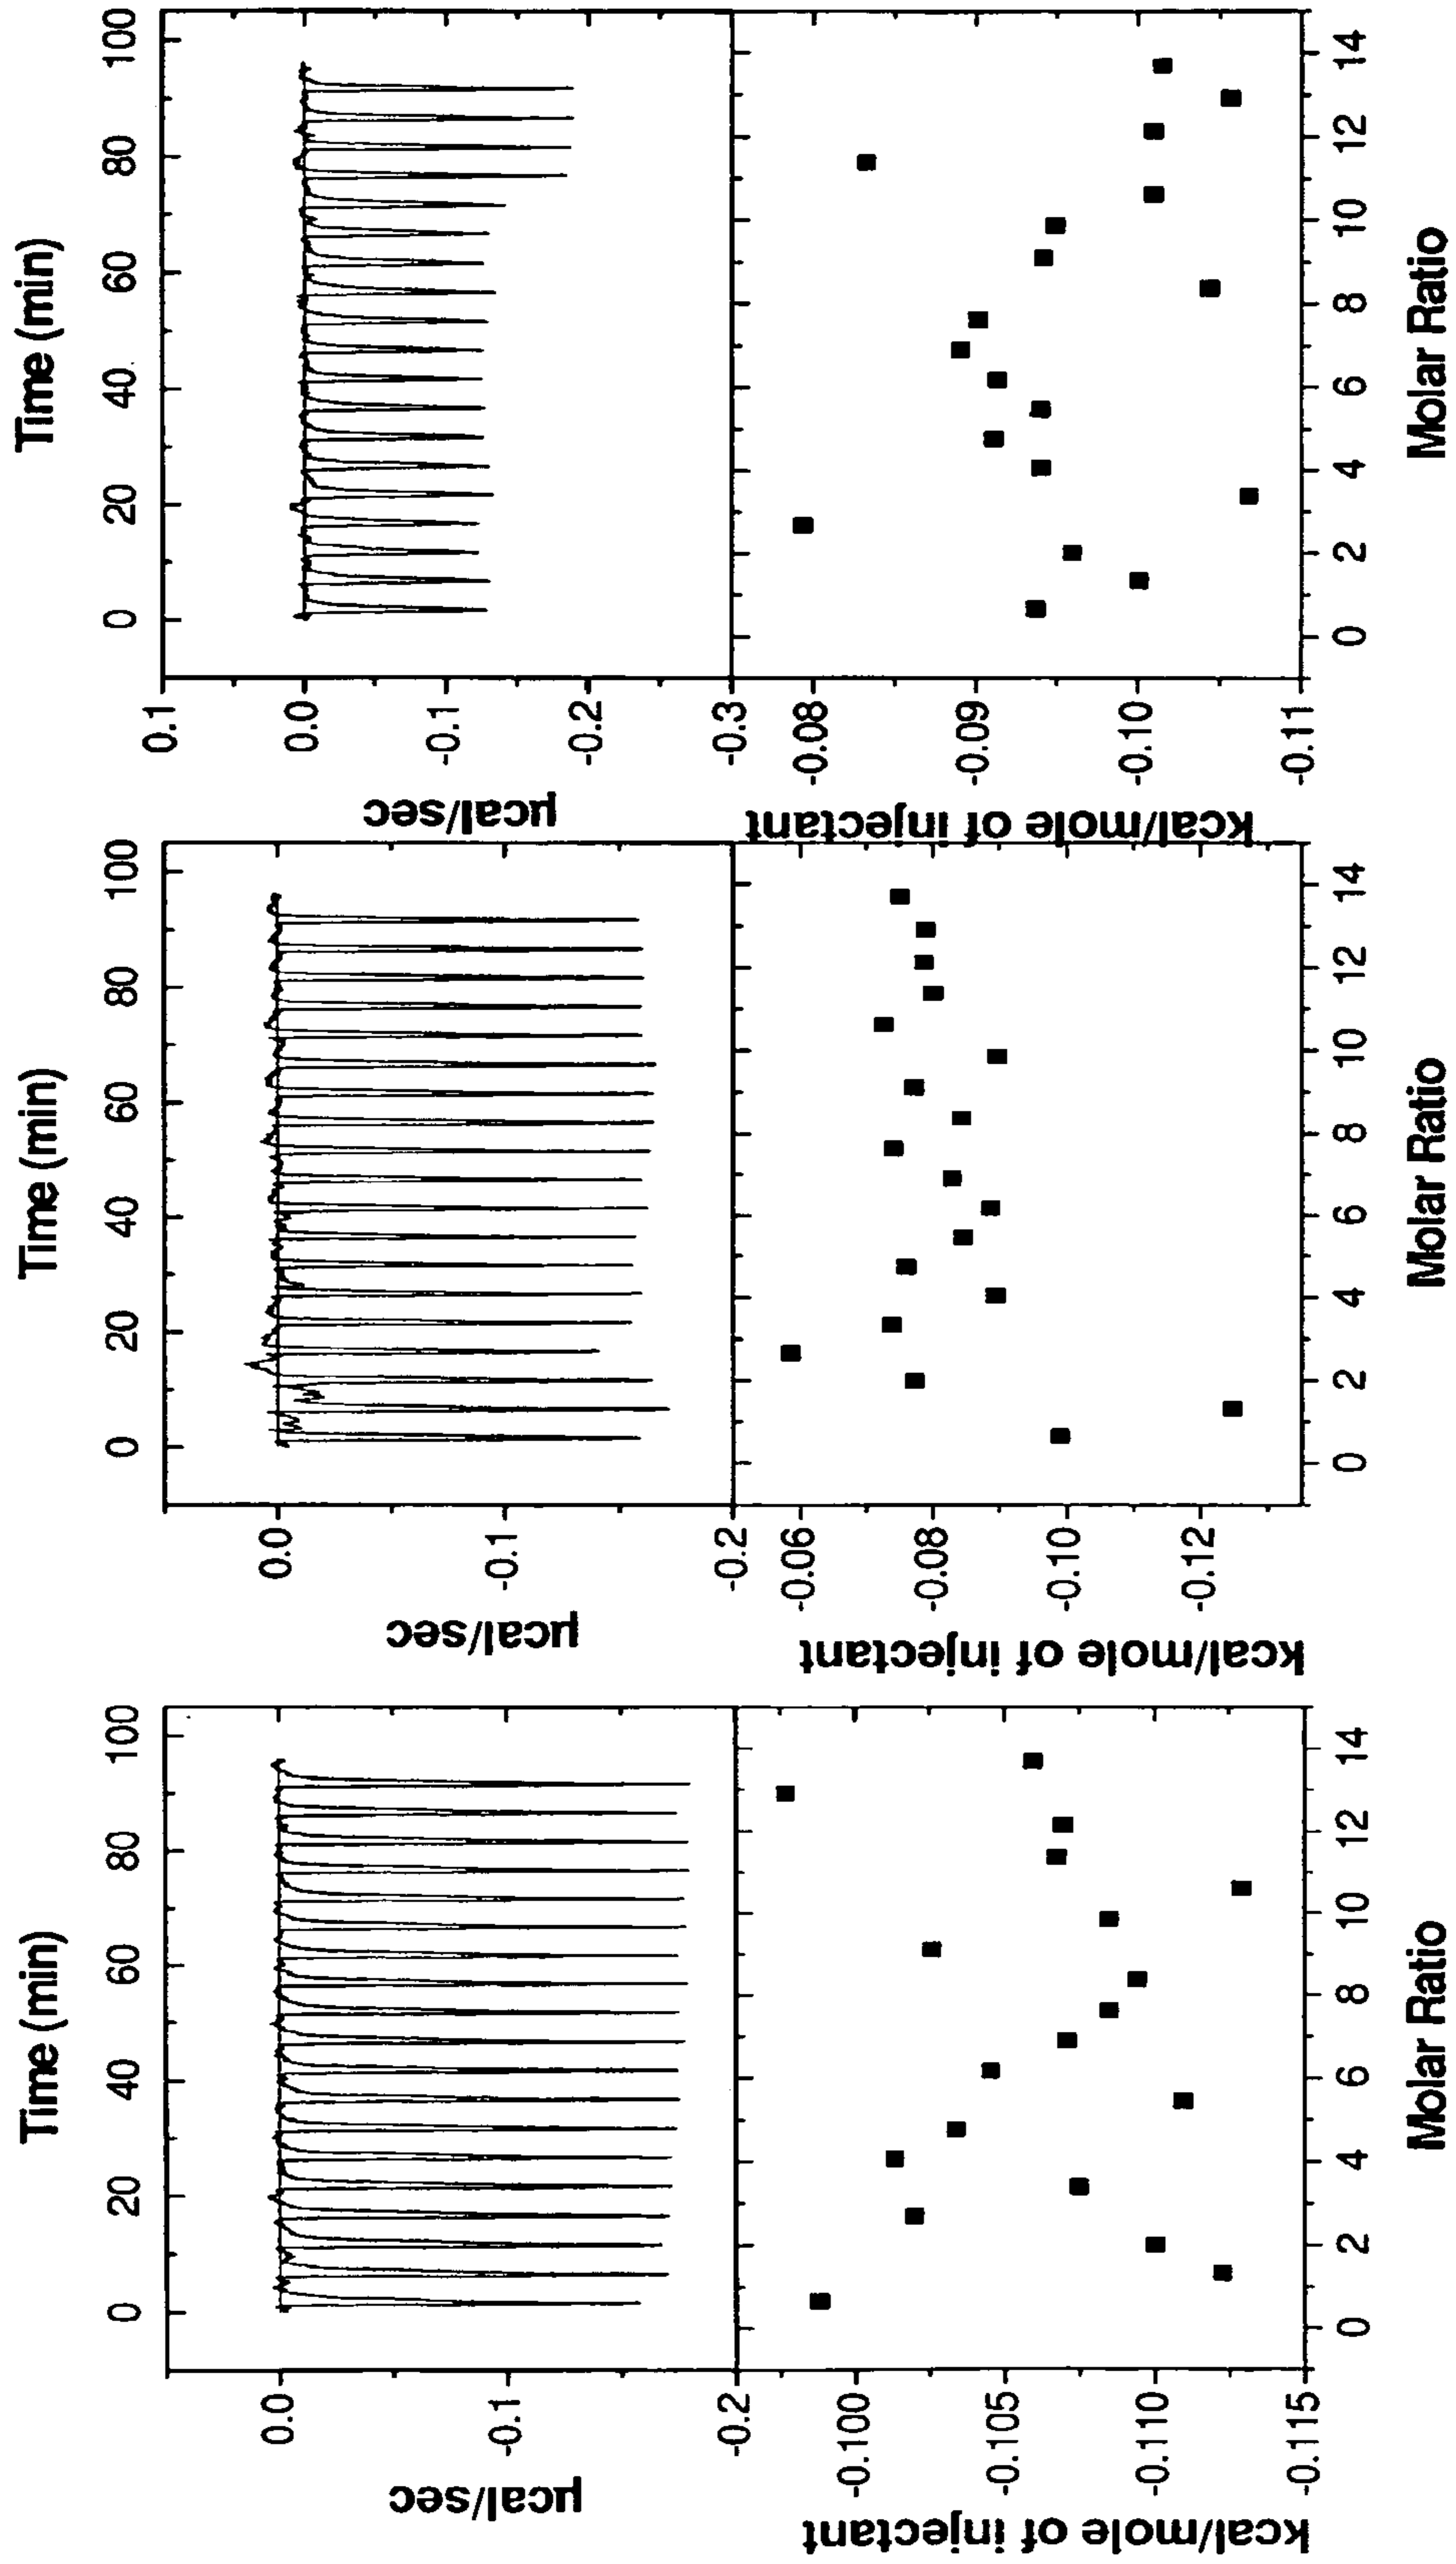 Time (min)
0 20 40 60 80 100
0.0
-0.1
-0.2
µcal/sec
-0.100
-0.105
-0.110
-0.115
kcal/mole of injectant
0 2 4 6 8 10 12 14
Molar Ratio
Time (min)
0 20 40 60 80 100
0.0
-0.1
-0.2
µcal/sec
-0.06
-0.08
-0.10
-0.12
kcal/mole of injectant
0 2 4 6 8 10 12 14
Molar Ratio
Time (min)
0 20 40 60 80 100
0.1
0.0
-0.1
-0.2
-0.3
µcal/sec
-0.08
-0.09
-0.10
-0.11
kcal/mole of injectant
0 2 4 6 8 10 12 14
Molar Ratio